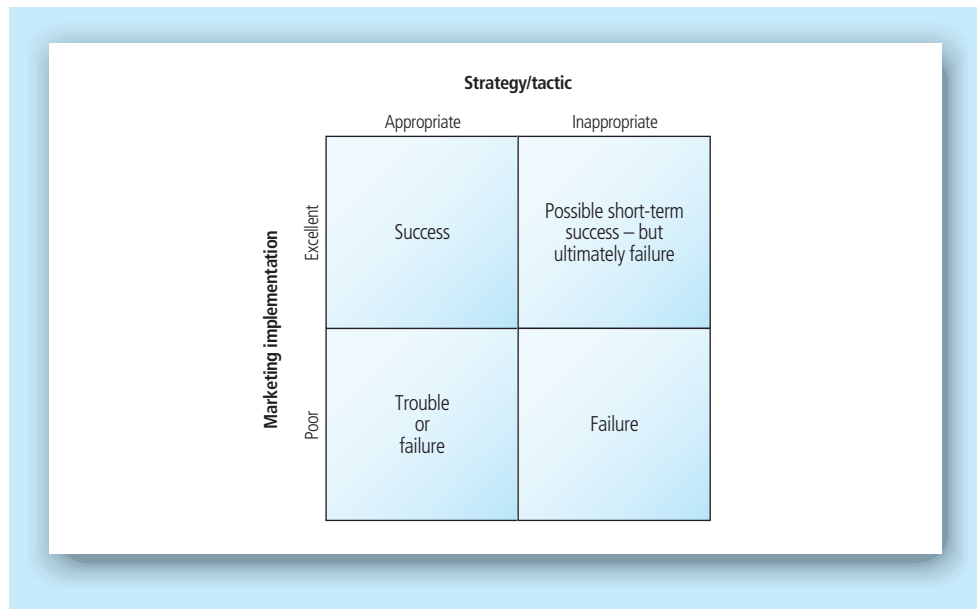 Strategy/tactic
Appropriate
Inappropriate
Marketing implementation
Excellent
Success
Possible short-term
success – but
ultimately failure
Poor
Trouble
or
failure
Failure